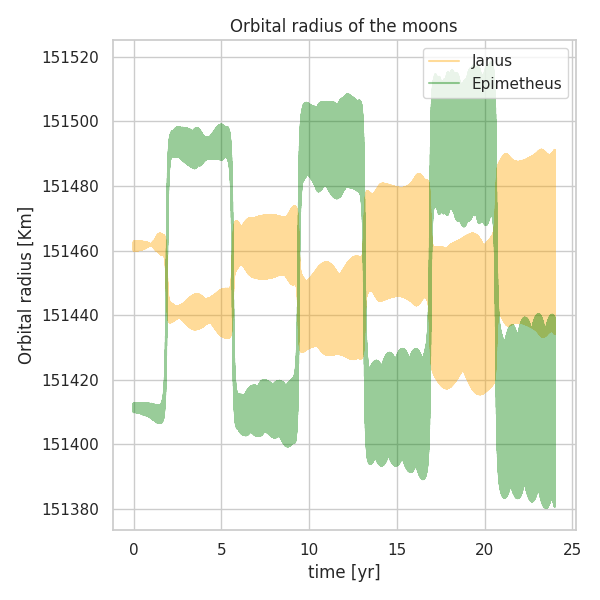 Orbital radius of the moons
Janus
Epimetheus
Orbital radius [Km]
151520
151500
151480
151460
151440
151420
151400
151380
0 5 10 15 20 25
time [yr]